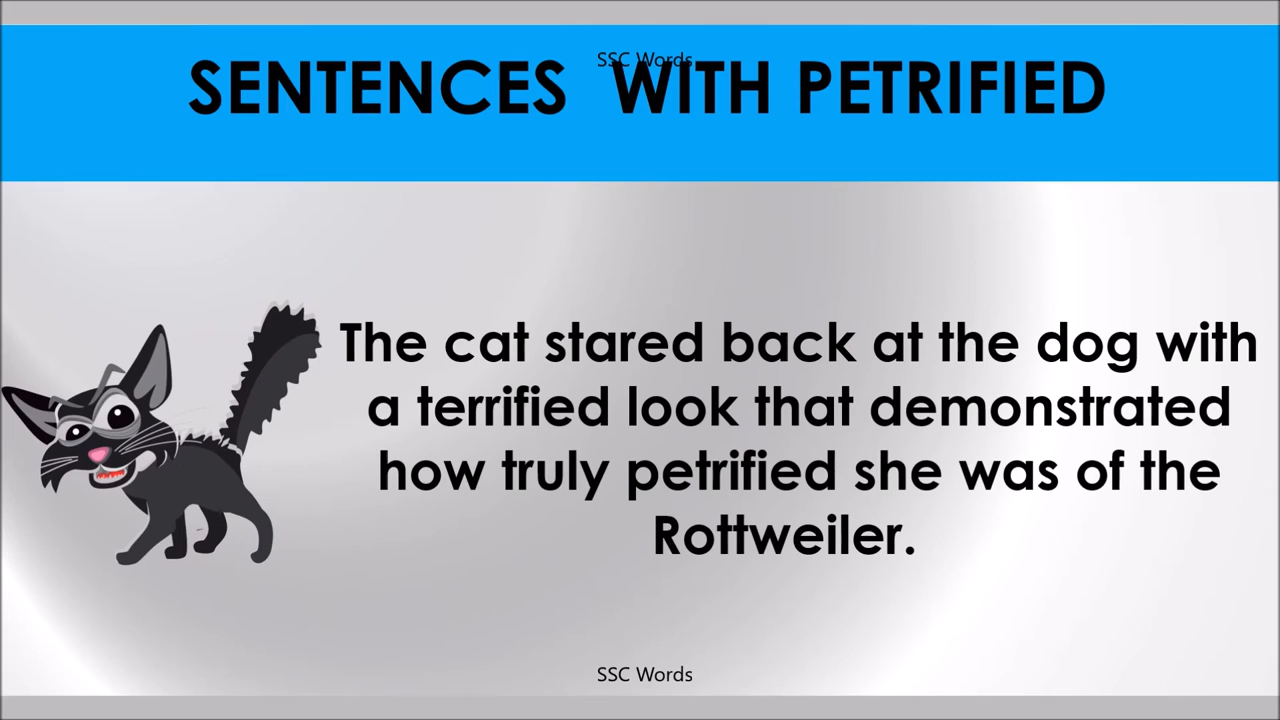 SSC Words
SENTENCES WITH PETRIFIED
The cat stared back at the dog with
a terrified look that demonstrated
how truly petrified she was of the
Rottweiler.
SSC Words